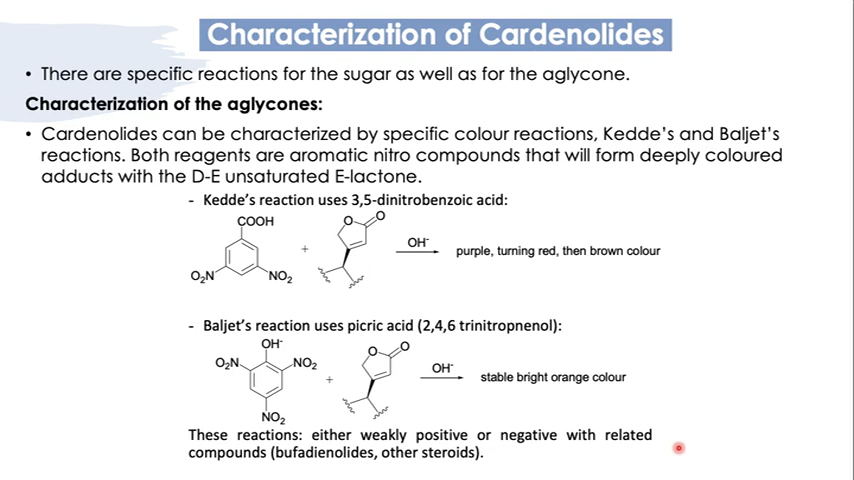 Characterization of Cardenolides
• There are specific reactions for the sugar as well as for the aglycone.
Characterization of the aglycones:
• Cardenolides can be characterized by specific colour reactions, Kedde's and Baljet's
reactions. Both reagents are aromatic nitro compounds that will form deeply coloured
adducts with the D-E unsaturated E-lactone.
- Kedde's reaction uses 3,5-dinitrobenzoic acid:
COOH
O O
+
OH⁻
purple, turning red, then brown colour
O₂N NO₂
- Baljet's reaction uses picric acid (2,4,6 trinitropnenol):
OH⁻
O O
O₂N NO₂
+
OH⁻
stable bright orange colour
NO₂
These reactions: either weakly positive or negative with related
compounds (bufadienolides, other steroids).